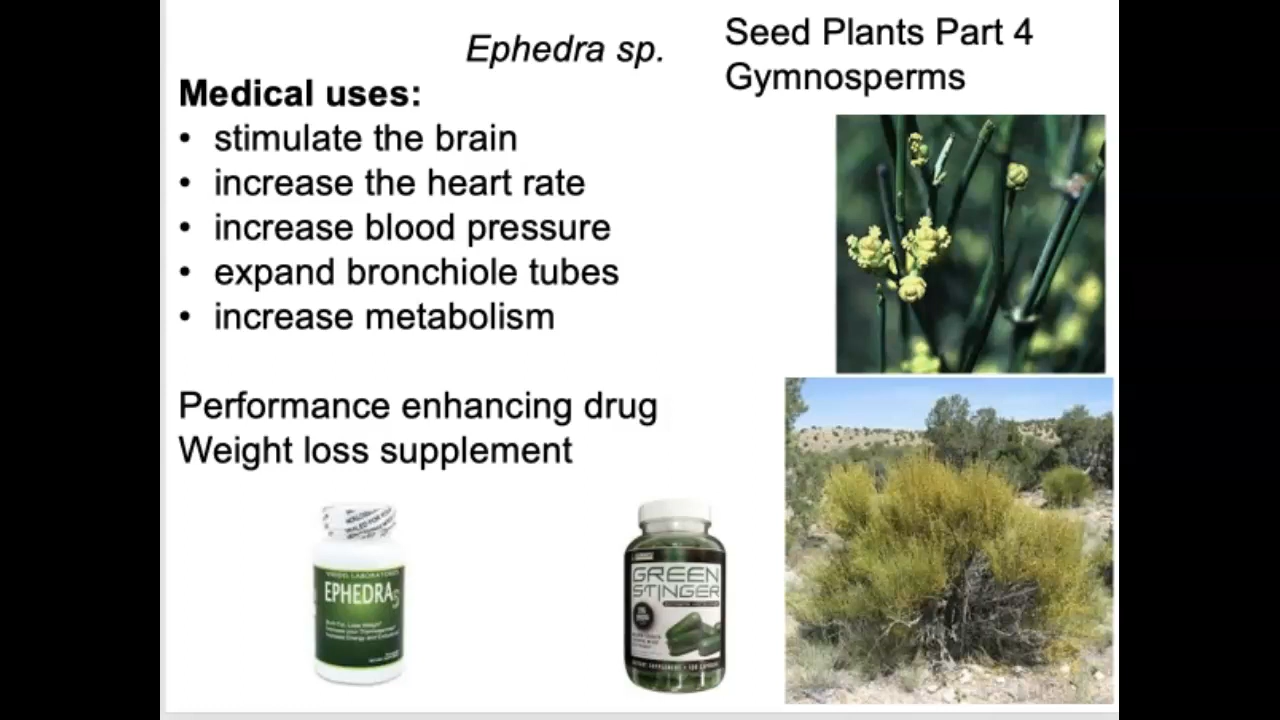 Ephedra sp.
Seed Plants Part 4
Gymnosperms
Medical uses:
• stimulate the brain
• increase the heart rate
• increase blood pressure
• expand bronchiole tubes
• increase metabolism
Performance enhancing drug
Weight loss supplement
EPHEDRA
GREEN
STINGER